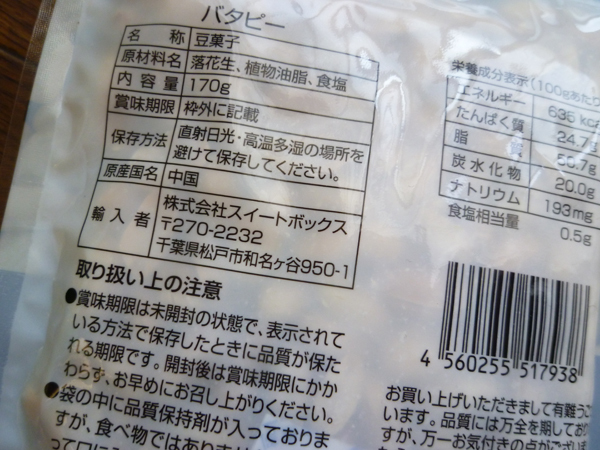 バタピー
名称 豆菓子
原材料名 落花生、植物油脂、食塩
内容量 170g
賞味期限 枠外に記載
保存方法 直射日光・高温多湿の場所を
避けて保存してください。
原産国名 中国
輸入者 株式会社スイートボックス
〒270-2232
千葉県松戸市和名ヶ谷950-1
取り扱い上の注意
●賞味期限は未開封の状態で、表示されて
いる方法で保存したときに品質が保た
れる期限です。開封後は賞味期限にかか
わらず、お早めにお召し上がりください。
●袋の中に品質保持剤が入っておりま
すが、食べ物ではありませ
栄養成分表示(100gあたり
エネルギー 636 kc
たんぱく質 24.7g
脂質
炭水化物 20.0g
ナトリウム 193mg
食塩相当量 0.5g
4 560255 517938
お買い上げいただきまして有難うご
います。品質には万全を期してお
すが、万一お気付きの点がござい